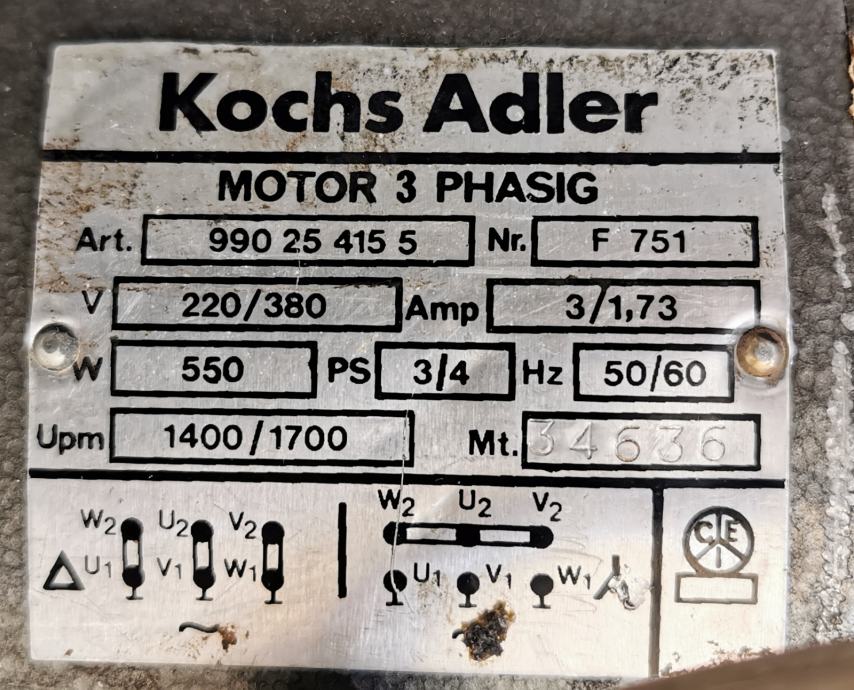 Kochs Adler
MOTOR 3 PHASIG
Art. 990 25 415 5 Nr. F 751
V 220/380 Amp 3/1,73
W 550 PS 3/4 Hz 50/60
Upm 1400/1700 Mt. 34636
W2 U2 V2
U1 V1 W1
W2 U2 V2
U1 V1 W1
CEI